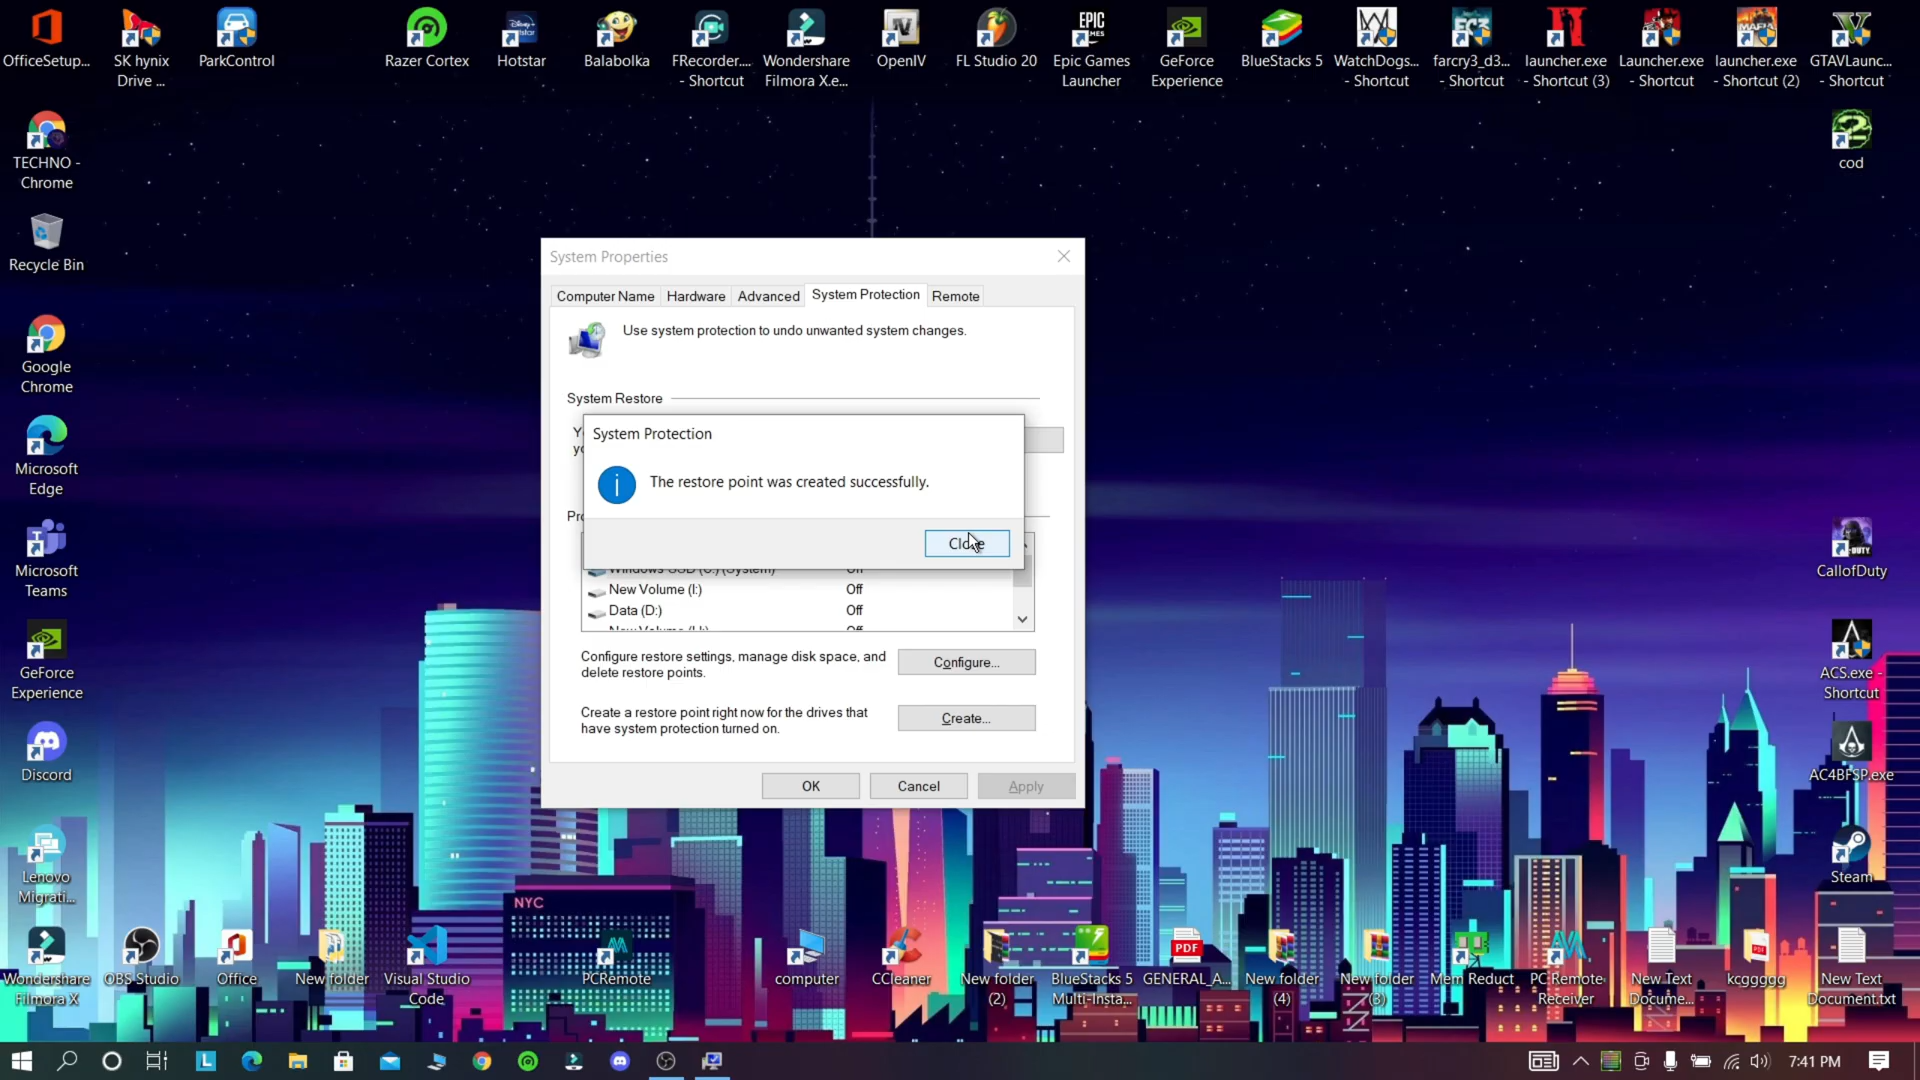 OfficeSetup...
SK hynix
Drive ...
ParkControl
Razer Cortex
Hotstar
Balabolka
FRecorder....
- Shortcut
Wondershare
Filmora X.e...
OpenIV
FL Studio 20
Epic Games
Launcher
GeForce
Experience
BlueStacks 5
WatchDogs...
- Shortcut
farcry3_d3...
- Shortcut
launcher.exe
- Shortcut (3)
Launcher.exe
- Shortcut
launcher.exe
- Shortcut (2)
GTAVLaunc...
- Shortcut
TECHNO -
Chrome
cod
Recycle Bin
Google
Chrome
Microsoft
Edge
Microsoft
Teams
GeForce
Experience
Discord
Lenovo
Migrati...
Wondershare
Filmora X
System Properties
Computer Name
Hardware
Advanced
System Protection
Remote
Use system protection to undo unwanted system changes.
System Restore
System Protection
The restore point was created successfully.
Close
Windows-SSD (C:) (System)
New Volume (I:)
Off
Data (D:)
Off
Configure restore settings, manage disk space, and
delete restore points.
Configure...
Create a restore point right now for the drives that
have system protection turned on.
Create...
OK
Cancel
Apply
CallofDuty
ACS.exe -
Shortcut
AC4BFSP.exe
Steam
NYC
OBS Studio
Office
New folder
Visual Studio
Code
PCRemote
computer
CCleaner
New folder
(2)
BlueStacks 5
Multi-Insta...
GENERAL_A...
New folder
(4)
New folder
(3)
Mem Reduct
PC Remote
Receiver
New Text
Docume...
kcggggg
New Text
Document.txt
7:41 PM